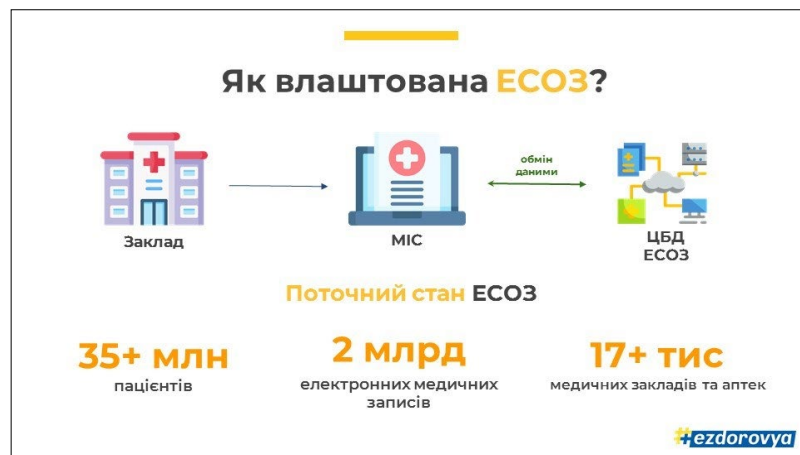 Як влаштована ЕСОЗ?
обмін
даними
Заклад
МІС
ЦБД
ЕСОЗ
Поточний стан ЕСОЗ
35+ млн
пацієнтів
2 млрд
електронних медичних
записів
17+ тис
медичних закладів та аптек
#ezdorovya